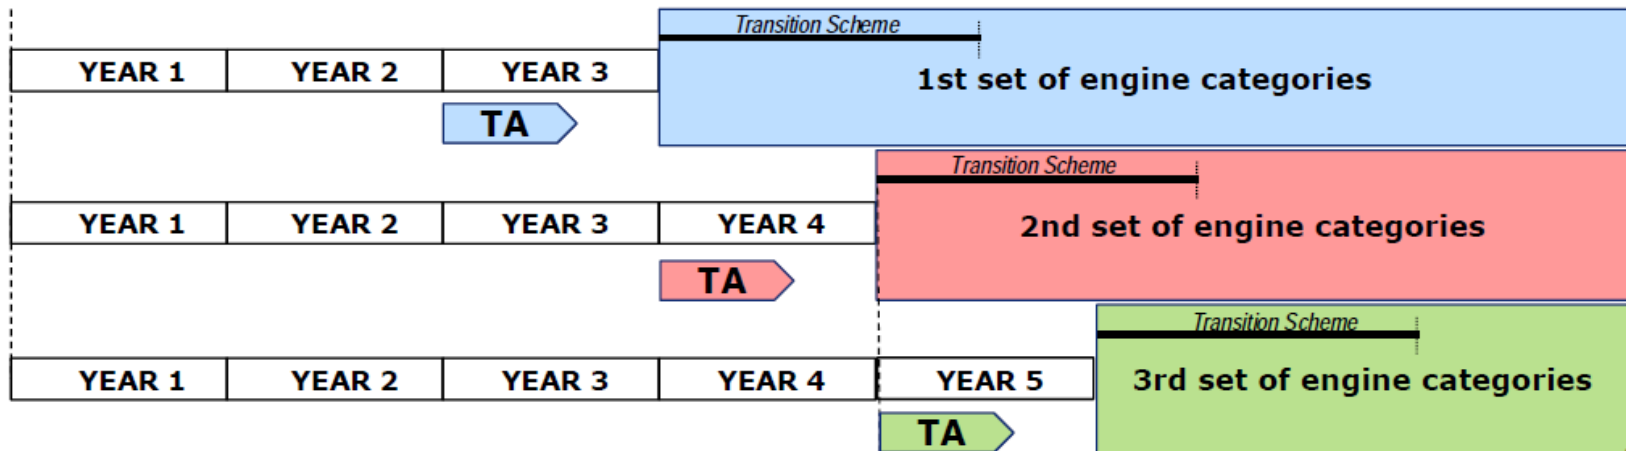 Transition Scheme
YEAR 1 YEAR 2 YEAR 3 1st set of engine categories
TA
Transition Scheme
YEAR 1 YEAR 2 YEAR 3 YEAR 4 2nd set of engine categories
TA
Transition Scheme
YEAR 1 YEAR 2 YEAR 3 YEAR 4 YEAR 5 3rd set of engine categories
TA